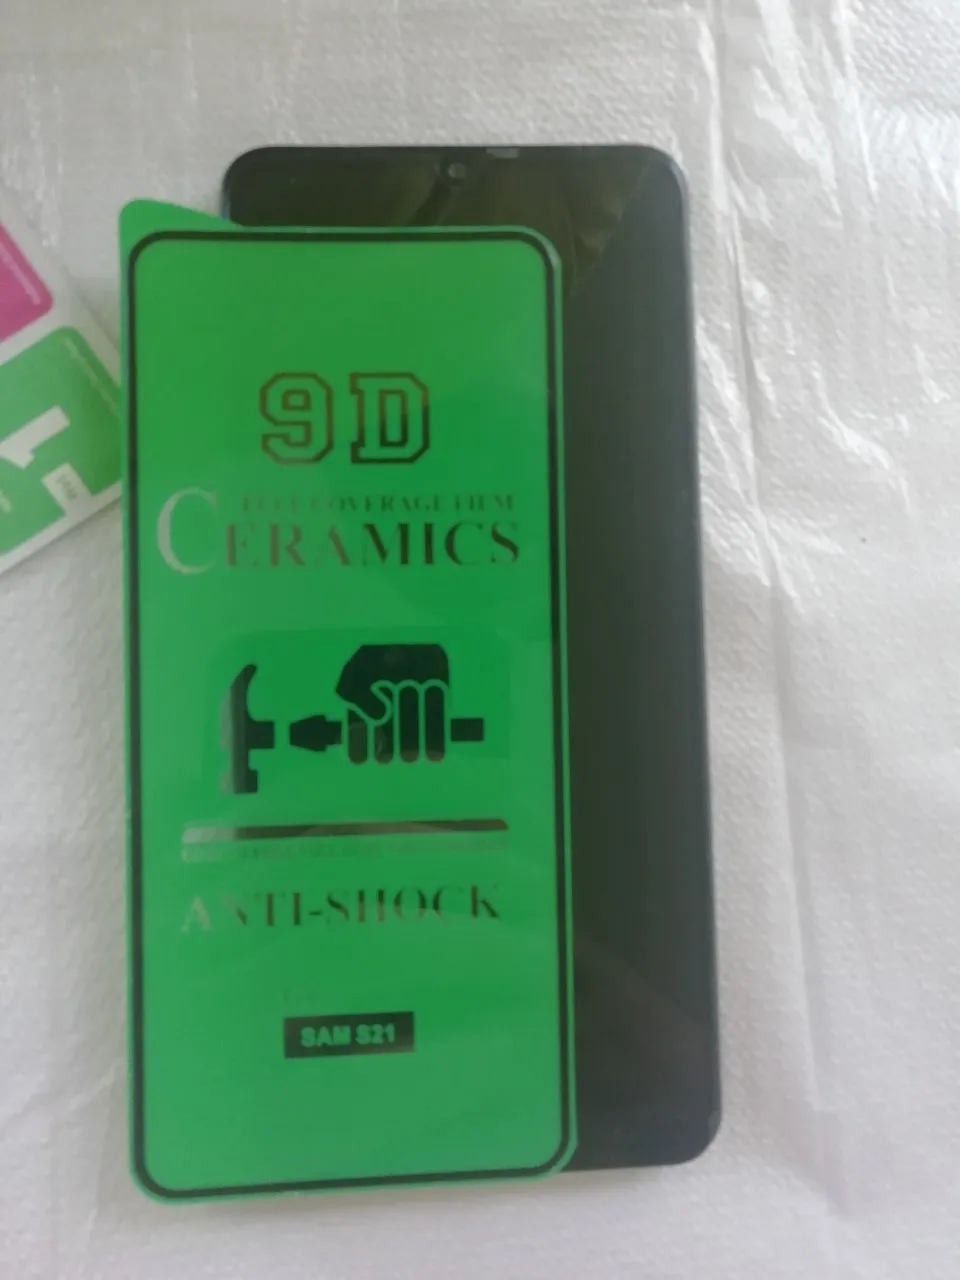 9D
FULL COVERAGE FILM
CERAMICS
ANTI-SHOCK
SAM S21